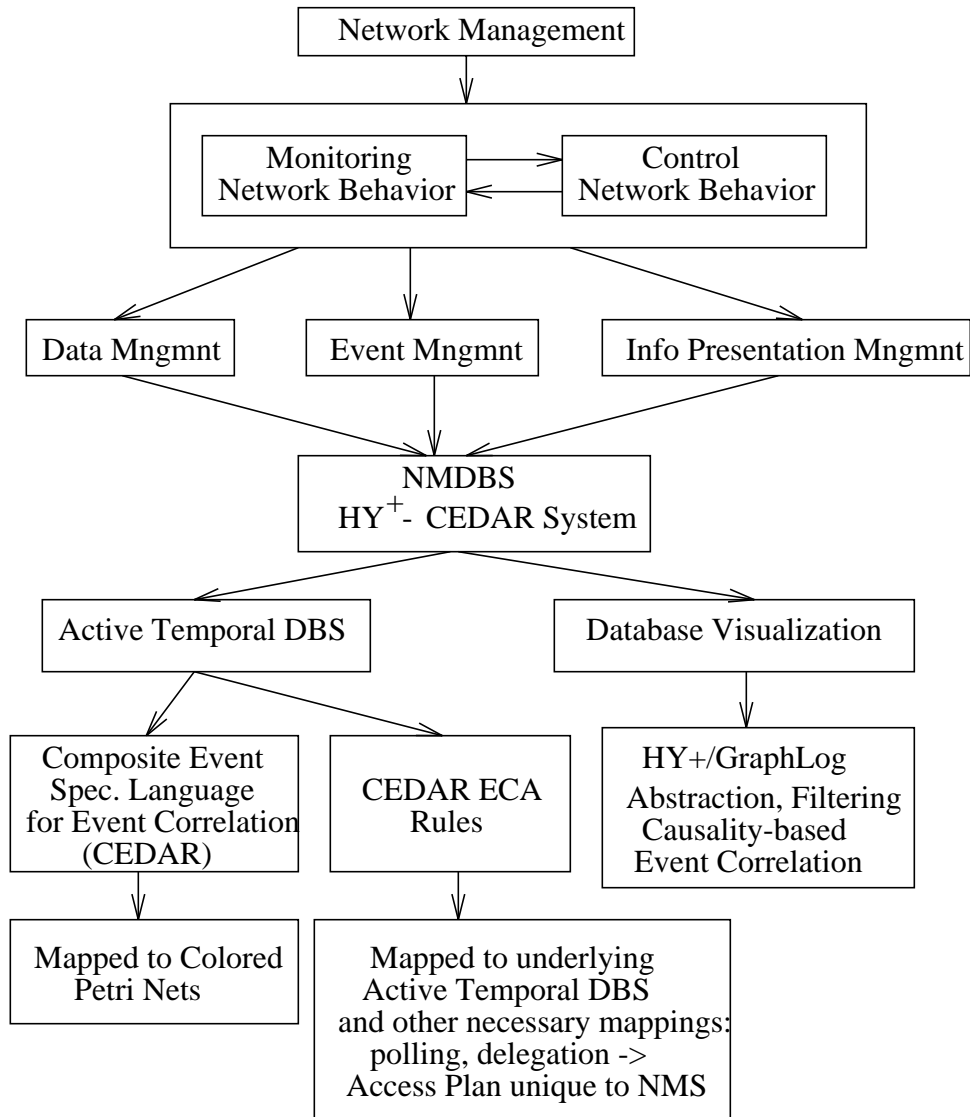 Network Management
Monitoring
Network Behavior
Control
Network Behavior
Data Mngmnt
Event Mngmnt
Info Presentation Mngmnt
NMDBS
HY+- CEDAR System
Active Temporal DBS
Database Visualization
Composite Event
Spec. Language
for Event Correlation
(CEDAR)
CEDAR ECA
Rules
HY+/GraphLog
Abstraction, Filtering
Causality-based
Event Correlation
Mapped to Colored
Petri Nets
Mapped to underlying
Active Temporal DBS
and other necessary mappings:
polling, delegation ->
Access Plan unique to NMS